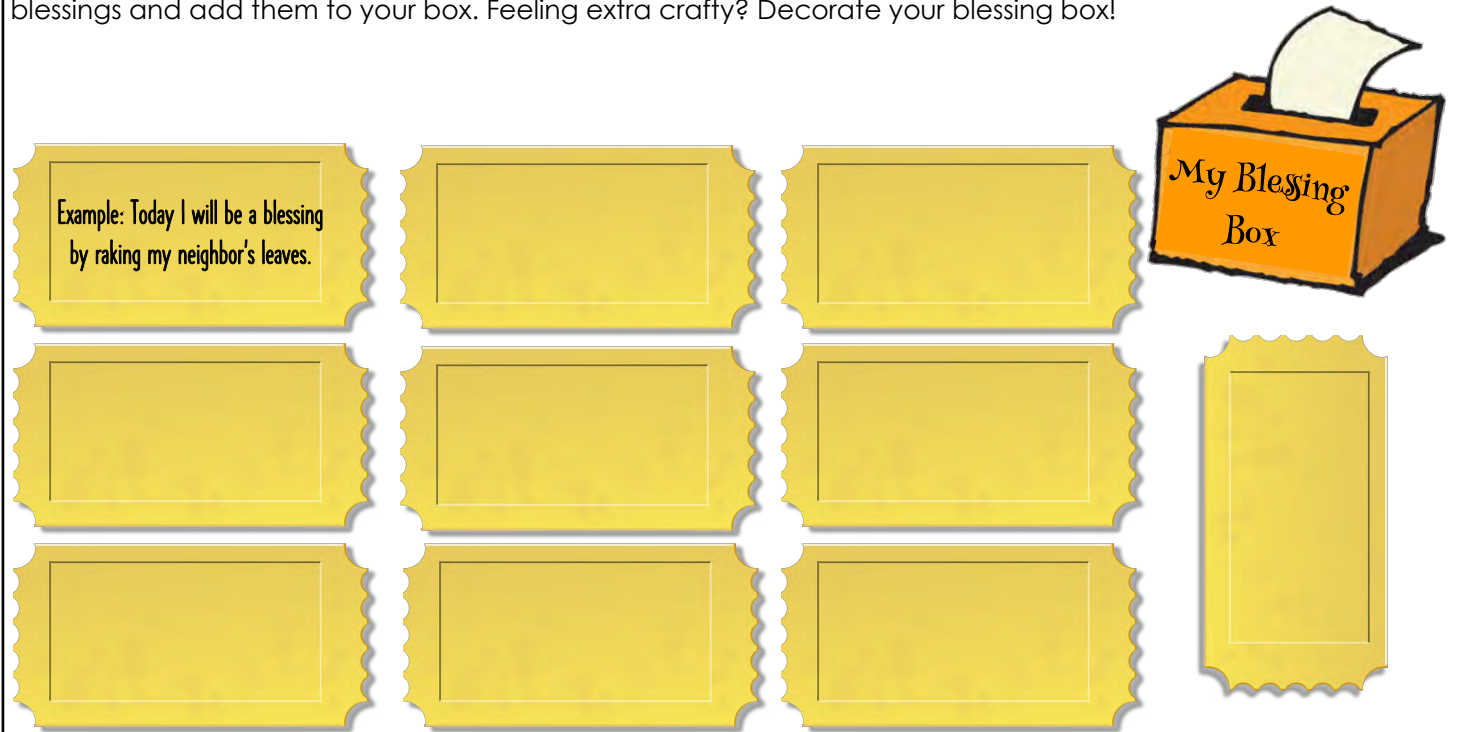 blessings and add them to your box. Feeling extra crafty? Decorate your blessing box!
My Blessing
Box
Example: Today I will be a blessing
by raking my neighbor's leaves.